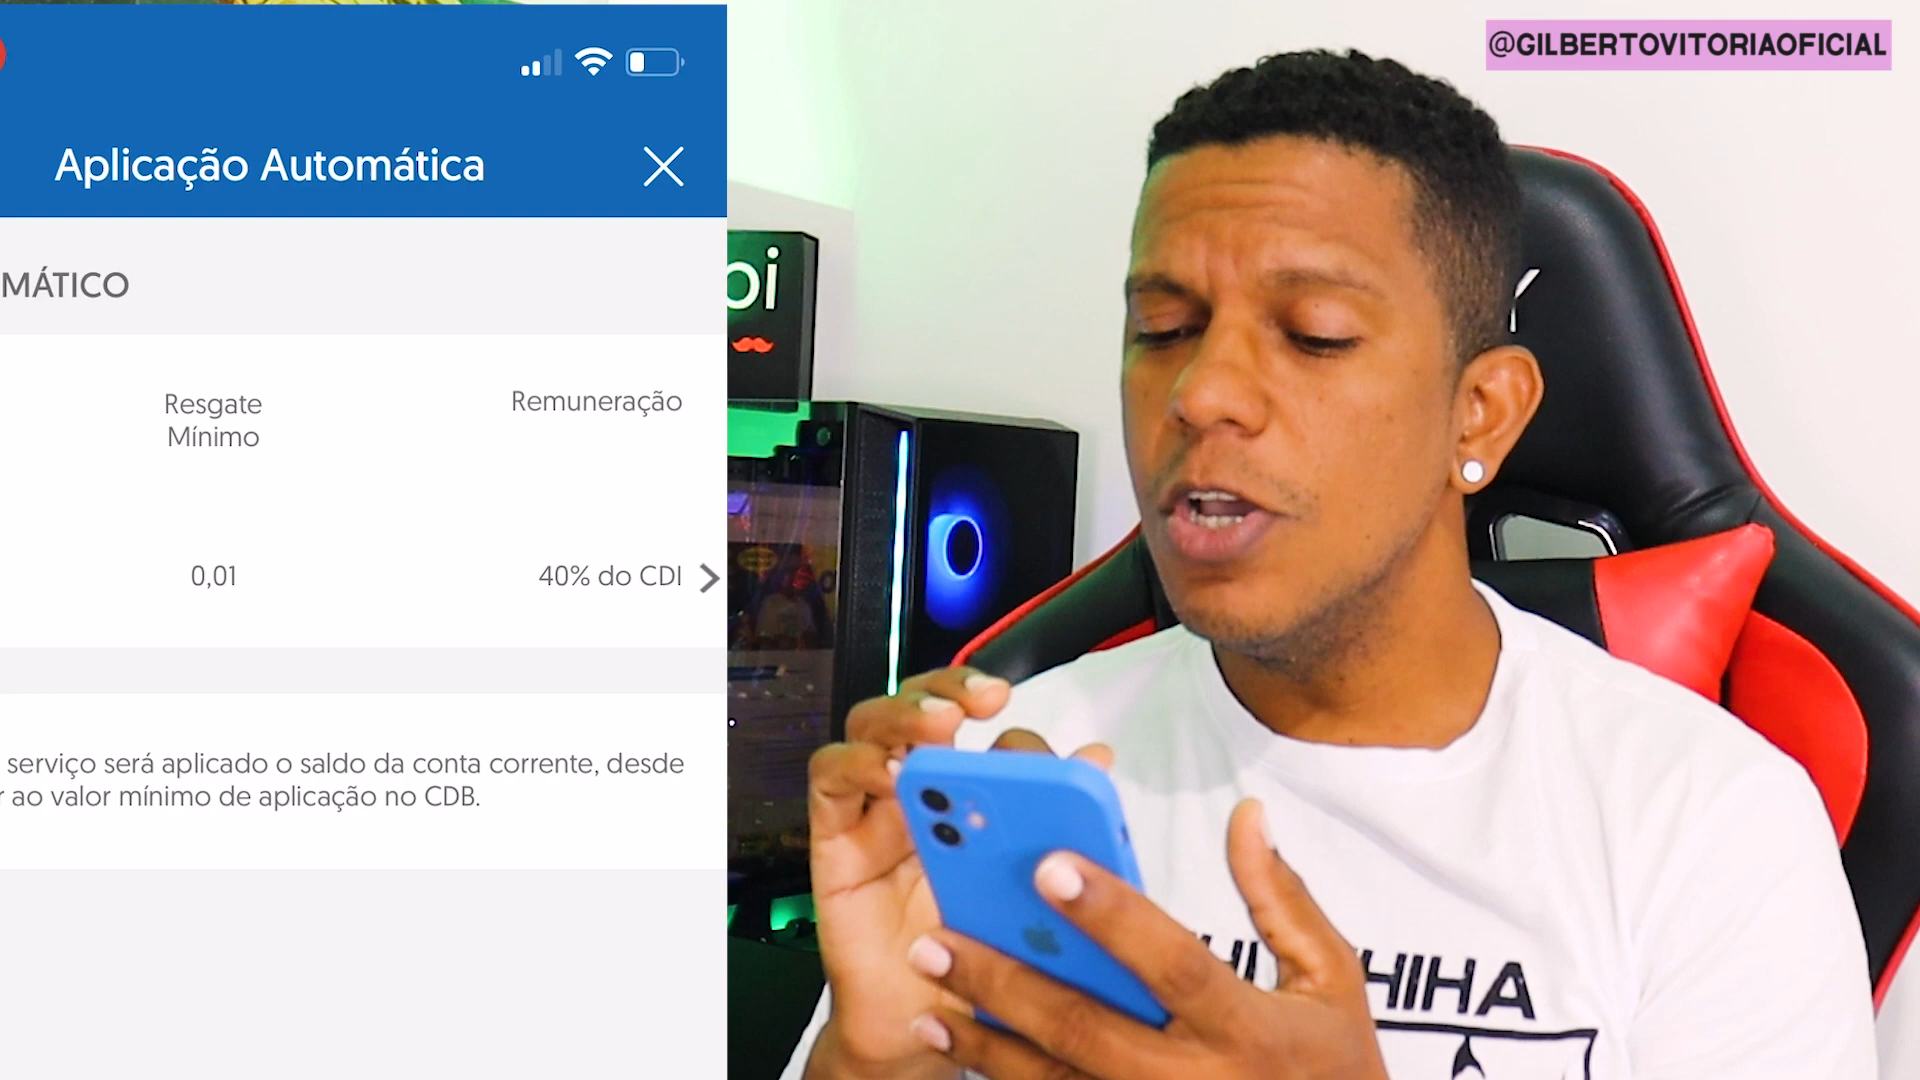 @GILBERTOVITORIAOFICIAL
Aplicação Automática
MÁTICO
Resgate
Mínimo
Remuneração
0,01
40% do CDI
serviço será aplicado o saldo da conta corrente, desde
r ao valor mínimo de aplicação no CDB.
oi
Y
HIHA